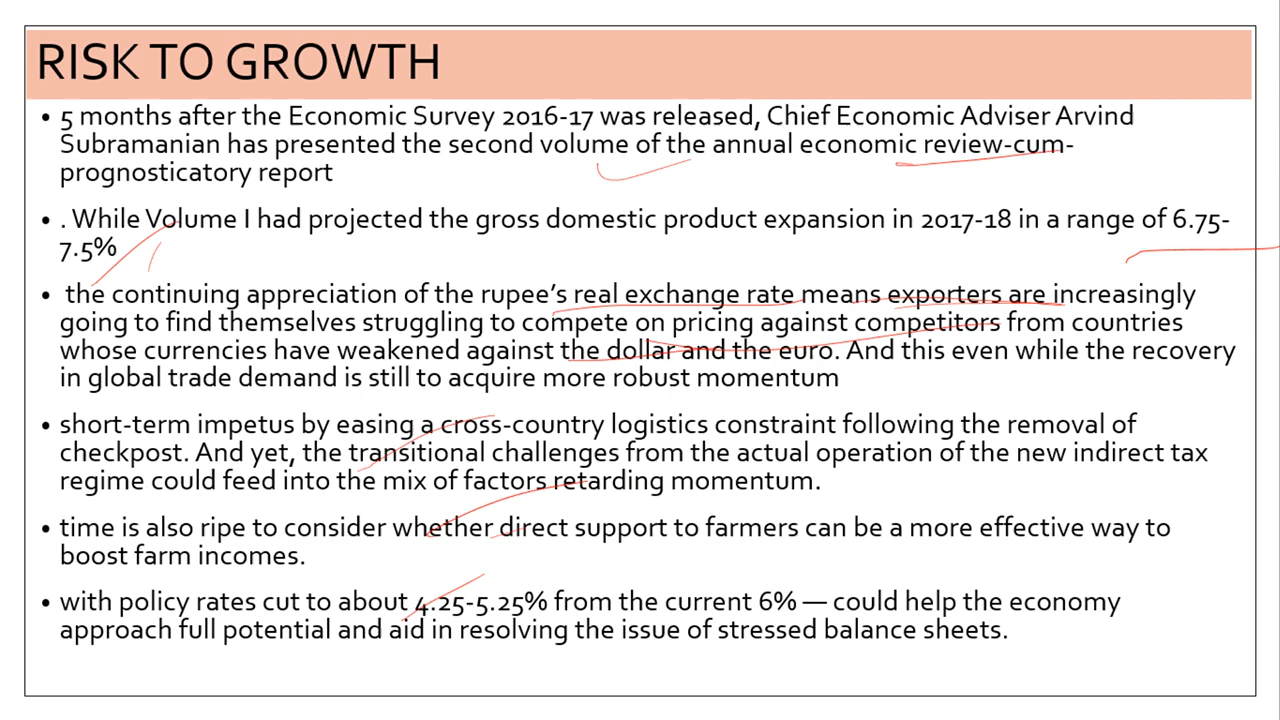 RISK TO GROWTH
• 5 months after the Economic Survey 2016-17 was released, Chief Economic Adviser Arvind
Subramanian has presented the second volume of the annual economic review-cum-
prognosticatory report
• . While Volume I had projected the gross domestic product expansion in 2017-18 in a range of 6.75-
7.5%
• the continuing appreciation of the rupee’s real exchange rate means exporters are increasingly
going to find themselves struggling to compete on pricing against competitors from countries
whose currencies have weakened against the dollar and the euro. And this even while the recovery
in global trade demand is still to acquire more robust momentum
• short-term impetus by easing a cross-country logistics constraint following the removal of
checkpost. And yet, the transitional challenges from the actual operation of the new indirect tax
regime could feed into the mix of factors retarding momentum.
• time is also ripe to consider whether direct support to farmers can be a more effective way to
boost farm incomes.
• with policy rates cut to about 4.25-5.25% from the current 6% — could help the economy
approach full potential and aid in resolving the issue of stressed balance sheets.